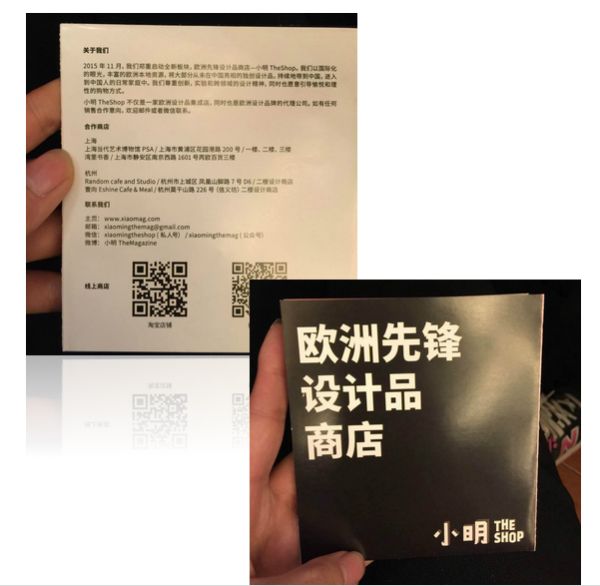 关于我们
2015 年 11 月，我们郑重启动全新板块，欧洲先锋设计品商店—小明 TheShop。我们以国际化
的眼光，丰富的欧洲本地资源，将大部分从未在中国亮相的独创设计品，持续地带到中国，进入
到中国人的日常家庭中。我们尊重创新，实验和跨领域的设计精神，同时也愿意引导愉悦和理
性的购物方式。
小明 TheShop 不仅是一家欧洲设计品集成店，同时也是欧洲设计品牌的代理公司。如有任何
销售合作意向，欢迎邮件或者微信联系。
合作商店
上海
上海当代艺术博物馆 PSA / 上海市黄浦区花园港路 200 号 / 一楼、二楼、三楼
湾里书香 / 上海市静安区南京西路 1601 号芮欧百货三楼
杭州
Random cafe and Studio / 杭州市上城区 凤凰山脚路 7 号 D6 / 二楼设计商店
Eshine Cafe & Meal / 杭州莫干山路 226 号（信义坊）二楼设计商店
联系我们
主页： www.xiaomag.com
邮箱： xiaomingthemag@gmail.com
微信： xiaomingtheshop ( 私人号） / xiaomingthemag ( 公众号)
微博： 小明 TheMagazine
线上商店
淘宝店铺
欧洲先锋
设计品
商店
小明 THE SHOP